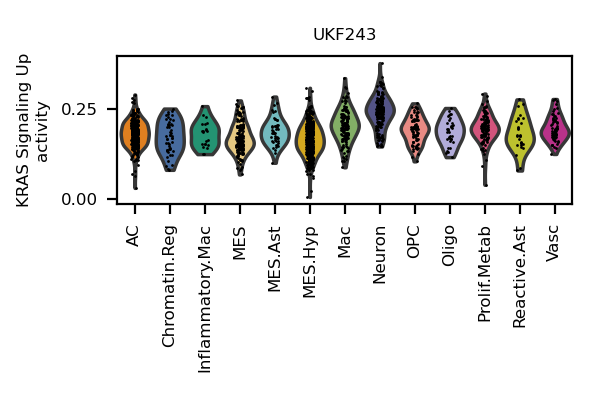 UKF243
KRAS Signaling Up
activity
0.25
0.00
AC
Chromatin.Reg
Inflammatory.Mac
MES
MES.Ast
MES.Hyp
Mac
Neuron
OPC
Oligo
Prolif.Metab
Reactive.Ast
Vasc